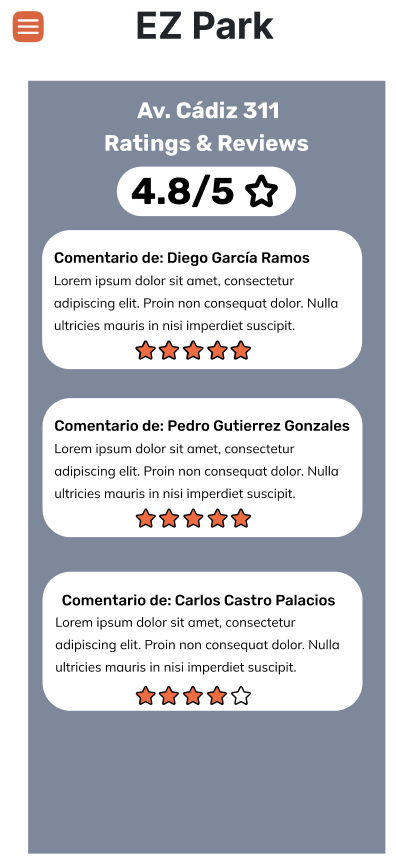 EZ Park
Av. Cádiz 311
Ratings & Reviews
4.8/5
Comentario de: Diego García Ramos
Lorem ipsum dolor sit amet, consectetur
adipiscing elit. Proin non consequat dolor. Nulla
ultricies mauris in nisi imperdiet suscipit.
Comentario de: Pedro Gutierrez Gonzales
Lorem ipsum dolor sit amet, consectetur
adipiscing elit. Proin non consequat dolor. Nulla
ultricies mauris in nisi imperdiet suscipit.
Comentario de: Carlos Castro Palacios
Lorem ipsum dolor sit amet, consectetur
adipiscing elit. Proin non consequat dolor. Nulla
ultricies mauris in nisi imperdiet suscipit.